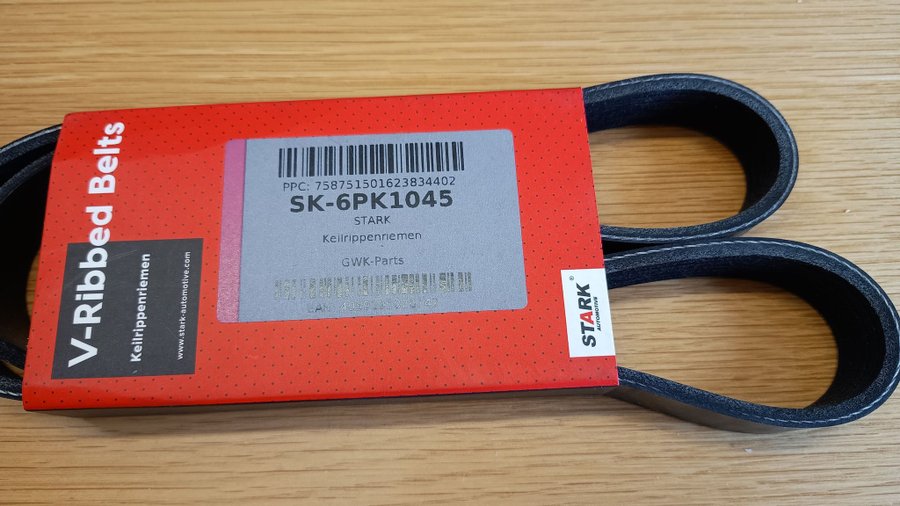 V-Ribbed Belts
Keilrippenriemen
www.stark-automotive.com
PPC: 758751501623834402
SK-6PK1045
STARK
Keilrippenriemen
-
GWK-Parts
STARK®
AUTOMOTIVE